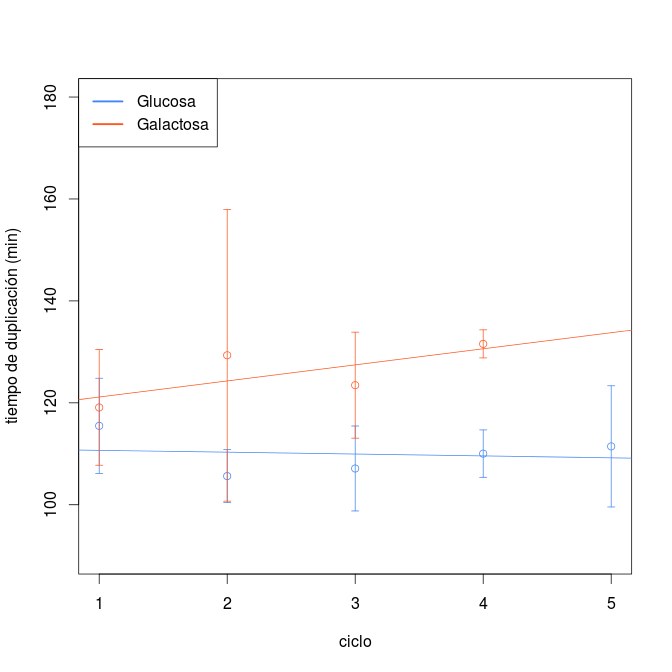 Glucosa
Galactosa
180
160
140
120
100
tiempo de duplicación (min)
1 2 3 4 5
ciclo